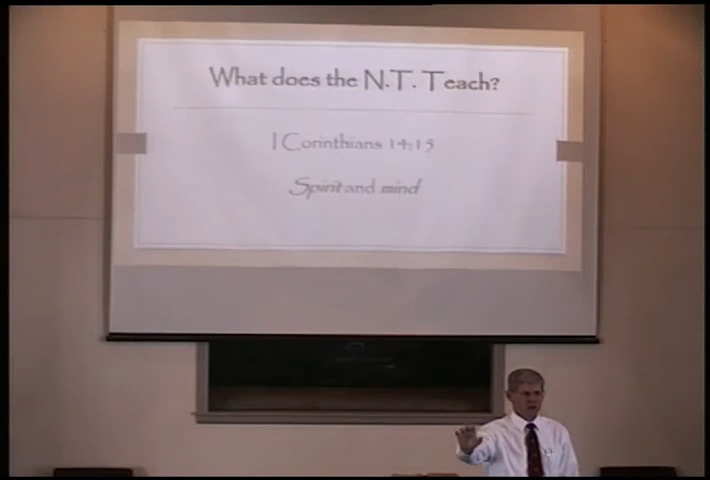 What does the N.T. Teach?
I Corinthians 14:15
Spirit and mind